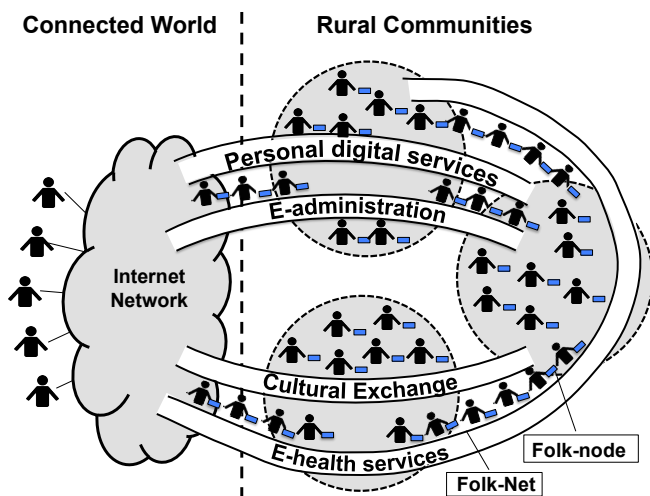 Connected World
Rural Communities
Personal digital services
E-administration
Internet
Network
Cultural Exchange
E-health services
Folk-node
Folk-Net